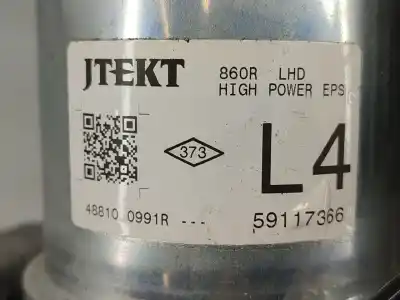 JTEKT
860R LHD
HIGH POWER EPS
373
L4
48810 0991R ---
59117366